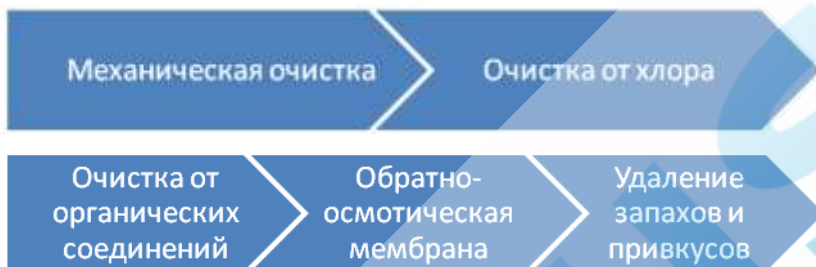 Механическая очистка
Очистка от хлора
Очистка от
органических
соединений
Обратно-
осмотическая
мембрана
Удаление
запахов и
привкусов